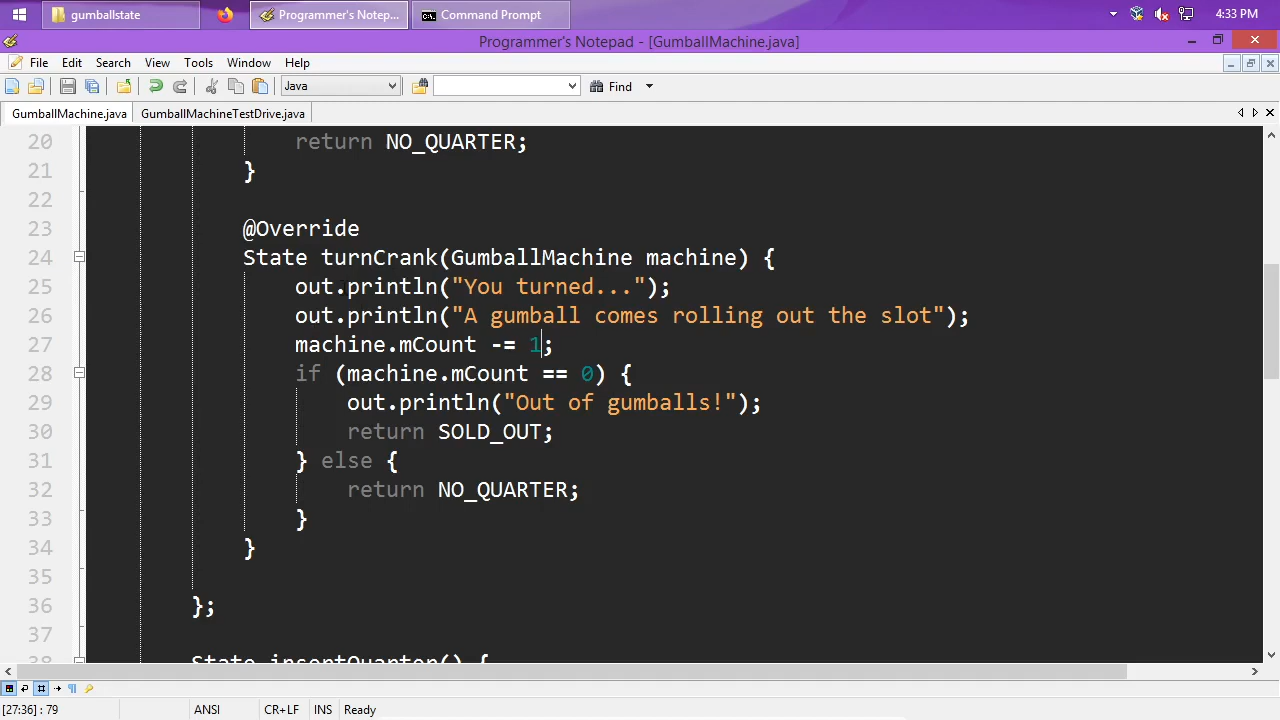 gumballstate
Programmer's Notep...
Command Prompt
4:33 PM
Programmer's Notepad - [GumballMachine.java]
File Edit Search View Tools Window Help
Java
Find
GumballMachine.java GumballMachineTestDrive.java
20 return NO_QUARTER;
21 }
22
23 @Override
24 State turnCrank(GumballMachine machine) {
25 out.println("You turned...");
26 out.println("A gumball comes rolling out the slot");
27 machine.mCount -= 1;
28 if (machine.mCount == 0) {
29 out.println("Out of gumballs!");
30 return SOLD_OUT;
31 } else {
32 return NO_QUARTER;
33 }
34 }
35
36 };
37
38 State insertQuarter() {
[27:36] : 79 ANSI CR+LF INS Ready